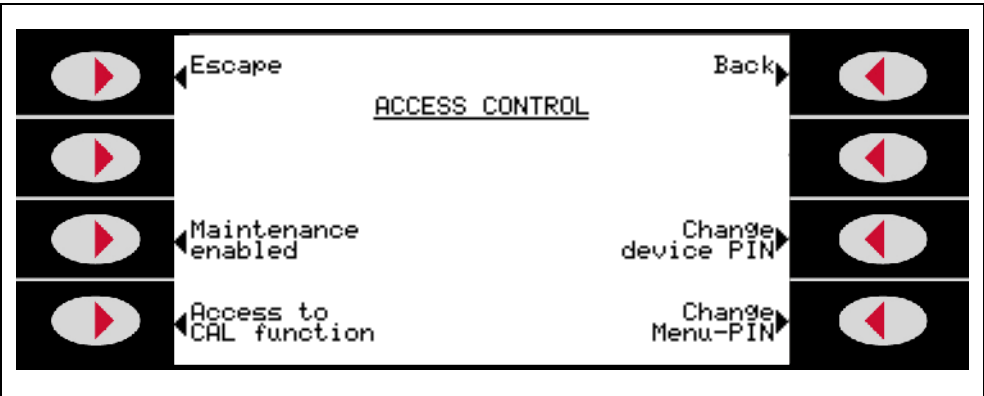 Escape
Back
ACCESS CONTROL
Maintenance
enabled
Change
device PIN
Access to
CAL function
Change
Menu-PIN